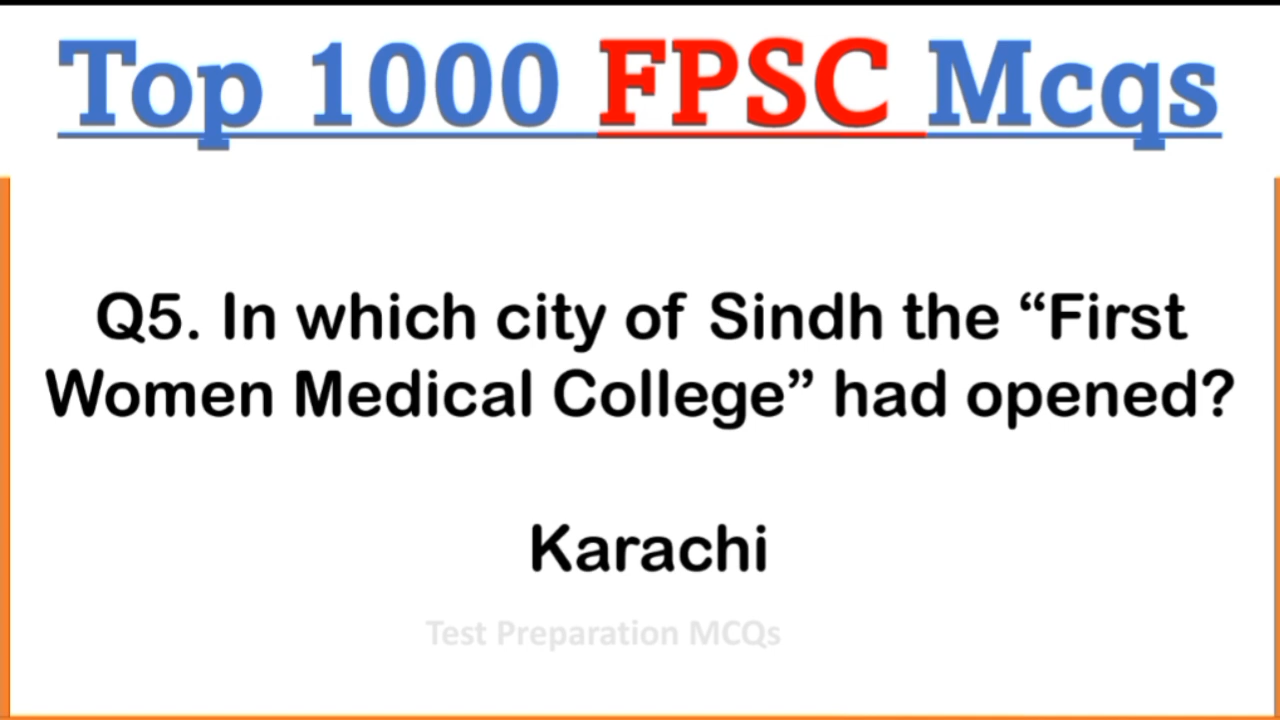 Top 1000 FPSC Mcqs
Q5. In which city of Sindh the “First
Women Medical College” had opened?
Karachi
Test Preparation MCQs